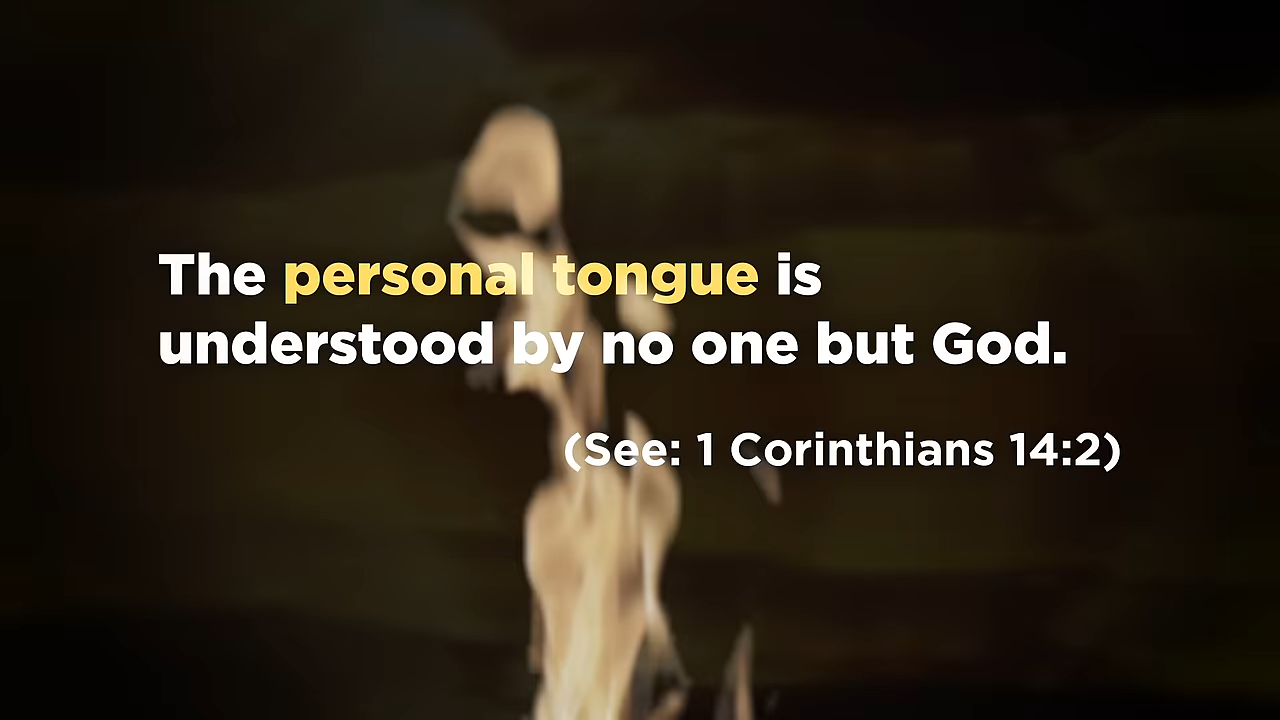 The personal tongue is
understood by no one but God.
(See: 1 Corinthians 14:2)